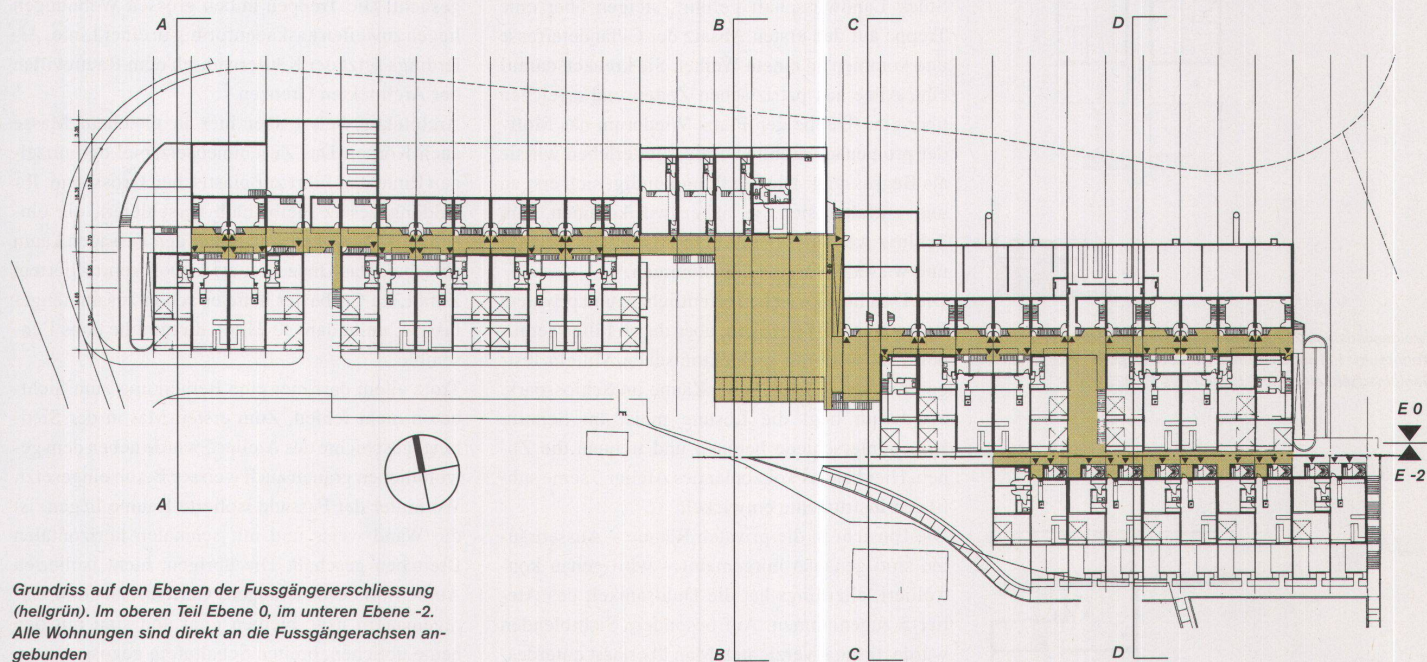 A
B
C
D
E 0
E -2
A
B
C
D
Grundriss auf den Ebenen der Fussgängererschliessung
(hellgrün). Im oberen Teil Ebene 0, im unteren Ebene -2.
Alle Wohnungen sind direkt an die Fussgängerachsen an-
gebunden